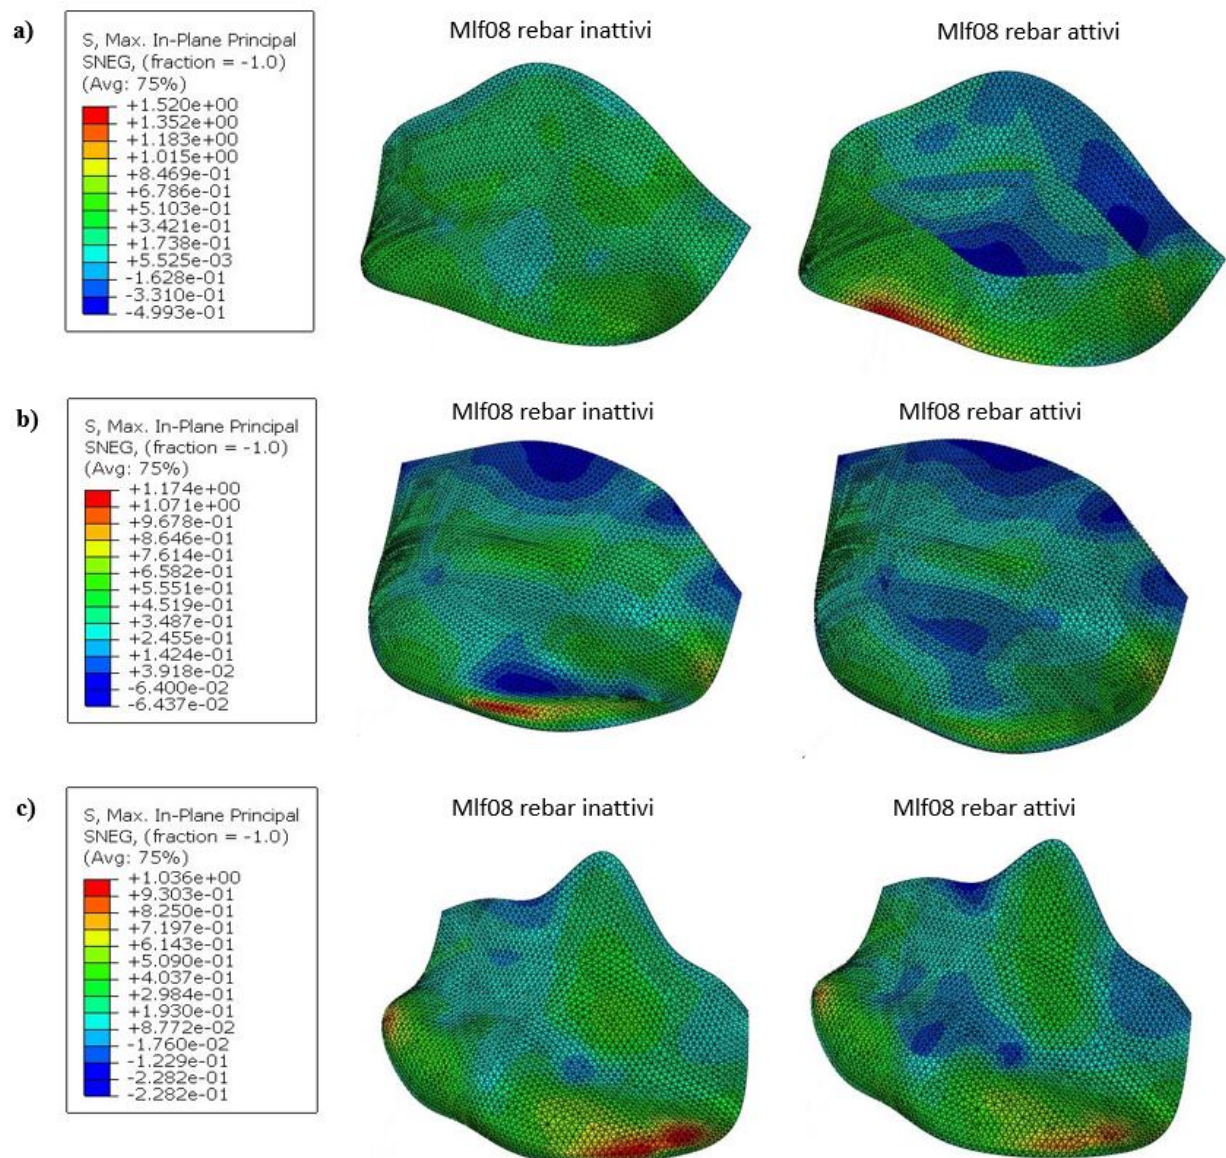 a)
S, Max. In-Plane Principal
SNEG, (fraction = -1.0)
(Avg: 75%)
+1.520e+00
+1.352e+00
+1.183e+00
+1.015e+00
+8.469e-01
+6.786e-01
+5.103e-01
+3.421e-01
+1.738e-01
+5.525e-03
-1.628e-01
-3.310e-01
-4.993e-01
Mlf08 rebar inattivi
Mlf08 rebar attivi
b)
S, Max. In-Plane Principal
SNEG, (fraction = -1.0)
(Avg: 75%)
+1.174e+00
+1.071e+00
+9.678e-01
+8.646e-01
+7.614e-01
+6.582e-01
+5.551e-01
+4.519e-01
+3.487e-01
+2.455e-01
+1.424e-01
+3.918e-02
-6.400e-02
-6.437e-02
Mlf08 rebar inattivi
Mlf08 rebar attivi
c)
S, Max. In-Plane Principal
SNEG, (fraction = -1.0)
(Avg: 75%)
+1.036e+00
+9.303e-01
+8.250e-01
+7.197e-01
+6.143e-01
+5.090e-01
+4.037e-01
+2.984e-01
+1.930e-01
+8.772e-02
-1.760e-02
-1.229e-01
-2.282e-01
-2.282e-01
Mlf08 rebar inattivi
Mlf08 rebar attivi